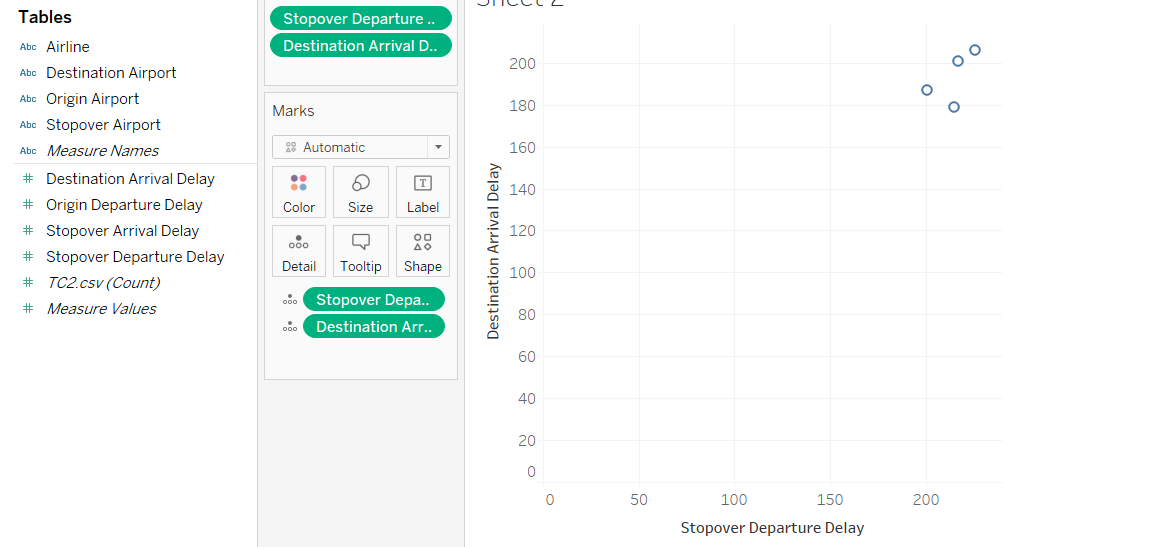 Tables
Abc Airline
Abc Destination Airport
Abc Origin Airport
Abc Stopover Airport
Abc Measure Names
# Destination Arrival Delay
# Origin Departure Delay
# Stopover Arrival Delay
# Stopover Departure Delay
# TC2.csv (Count)
# Measure Values
Stopover Departure ..
Destination Arrival D..
Marks
Automatic
Color
Size
T
Label
Detail
Tooltip
Shape
Stopover Depa..
Destination Arr..
Sheet 2
Destination Arrival Delay
200
180
160
140
120
100
80
60
40
20
0
0 50 100 150 200
Stopover Departure Delay